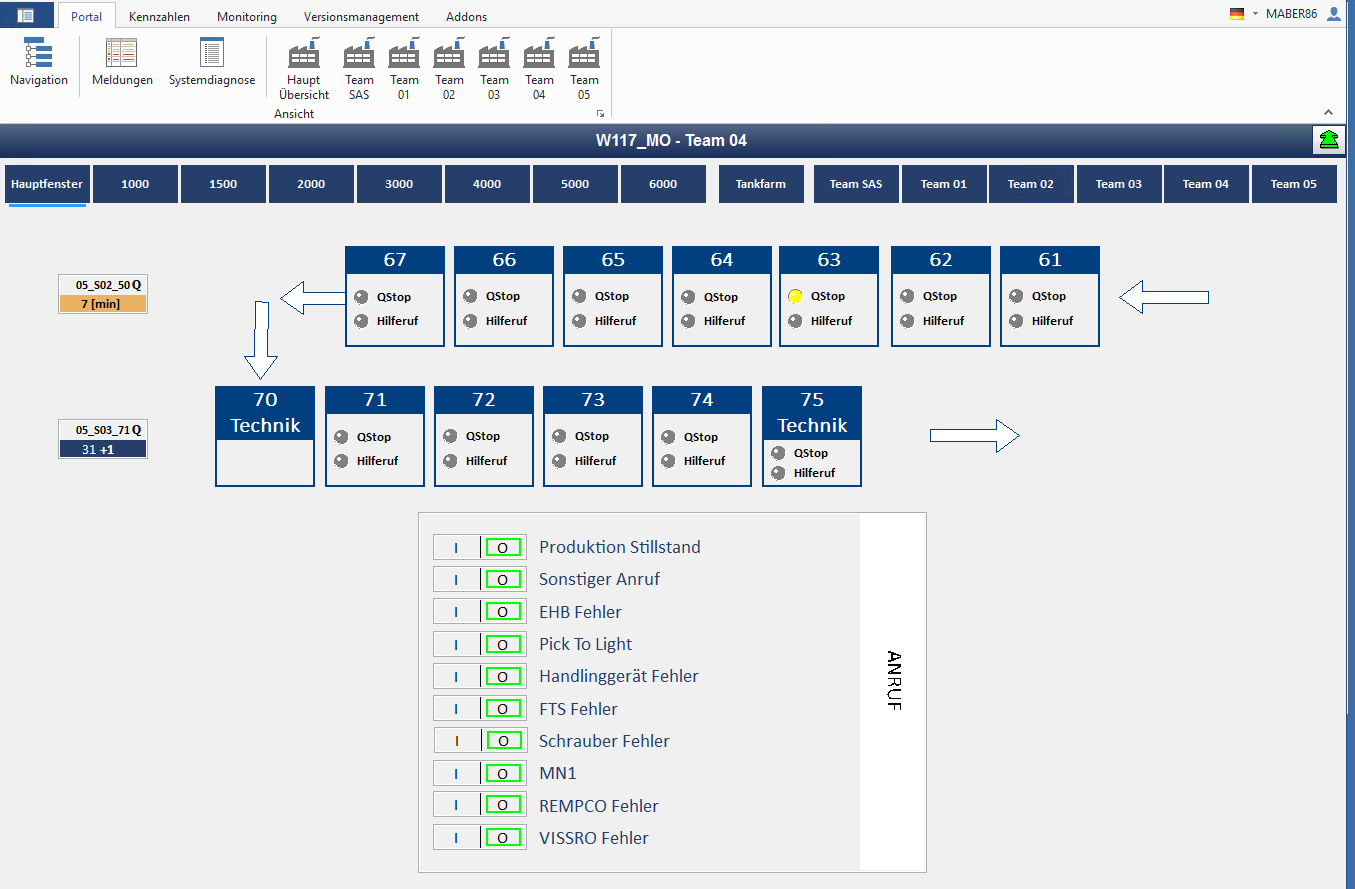 Portal Kennzahlen Monitoring Versionsmanagement Addons MABER86
Navigation Meldungen Systemdiagnose Haupt Übersicht Team SAS Team 01 Team 02 Team 03 Team 04 Team 05
Ansicht
W117_MO - Team 04
Hauptfenster 1000 1500 2000 3000 4000 5000 6000 Tankfarm Team SAS Team 01 Team 02 Team 03 Team 04 Team 05
67 66 65 64 63 62 61
05_S02_50 Q
7 [min]
QStop QStop QStop QStop QStop QStop QStop
Hilferuf Hilferuf Hilferuf Hilferuf Hilferuf Hilferuf Hilferuf
70 Technik 71 72 73 74 75 Technik
05_S03_71 Q
31 +1
QStop QStop QStop QStop QStop
Hilferuf Hilferuf Hilferuf Hilferuf Hilferuf
I O Produktion Stillstand
I O Sonstiger Anruf
I O EHB Fehler
I O Pick To Light
I O Handlinggerät Fehler
I O FTS Fehler
I O Schrauber Fehler
I O MN1
I O REMPCO Fehler
I O VISSRO Fehler
ANRUF